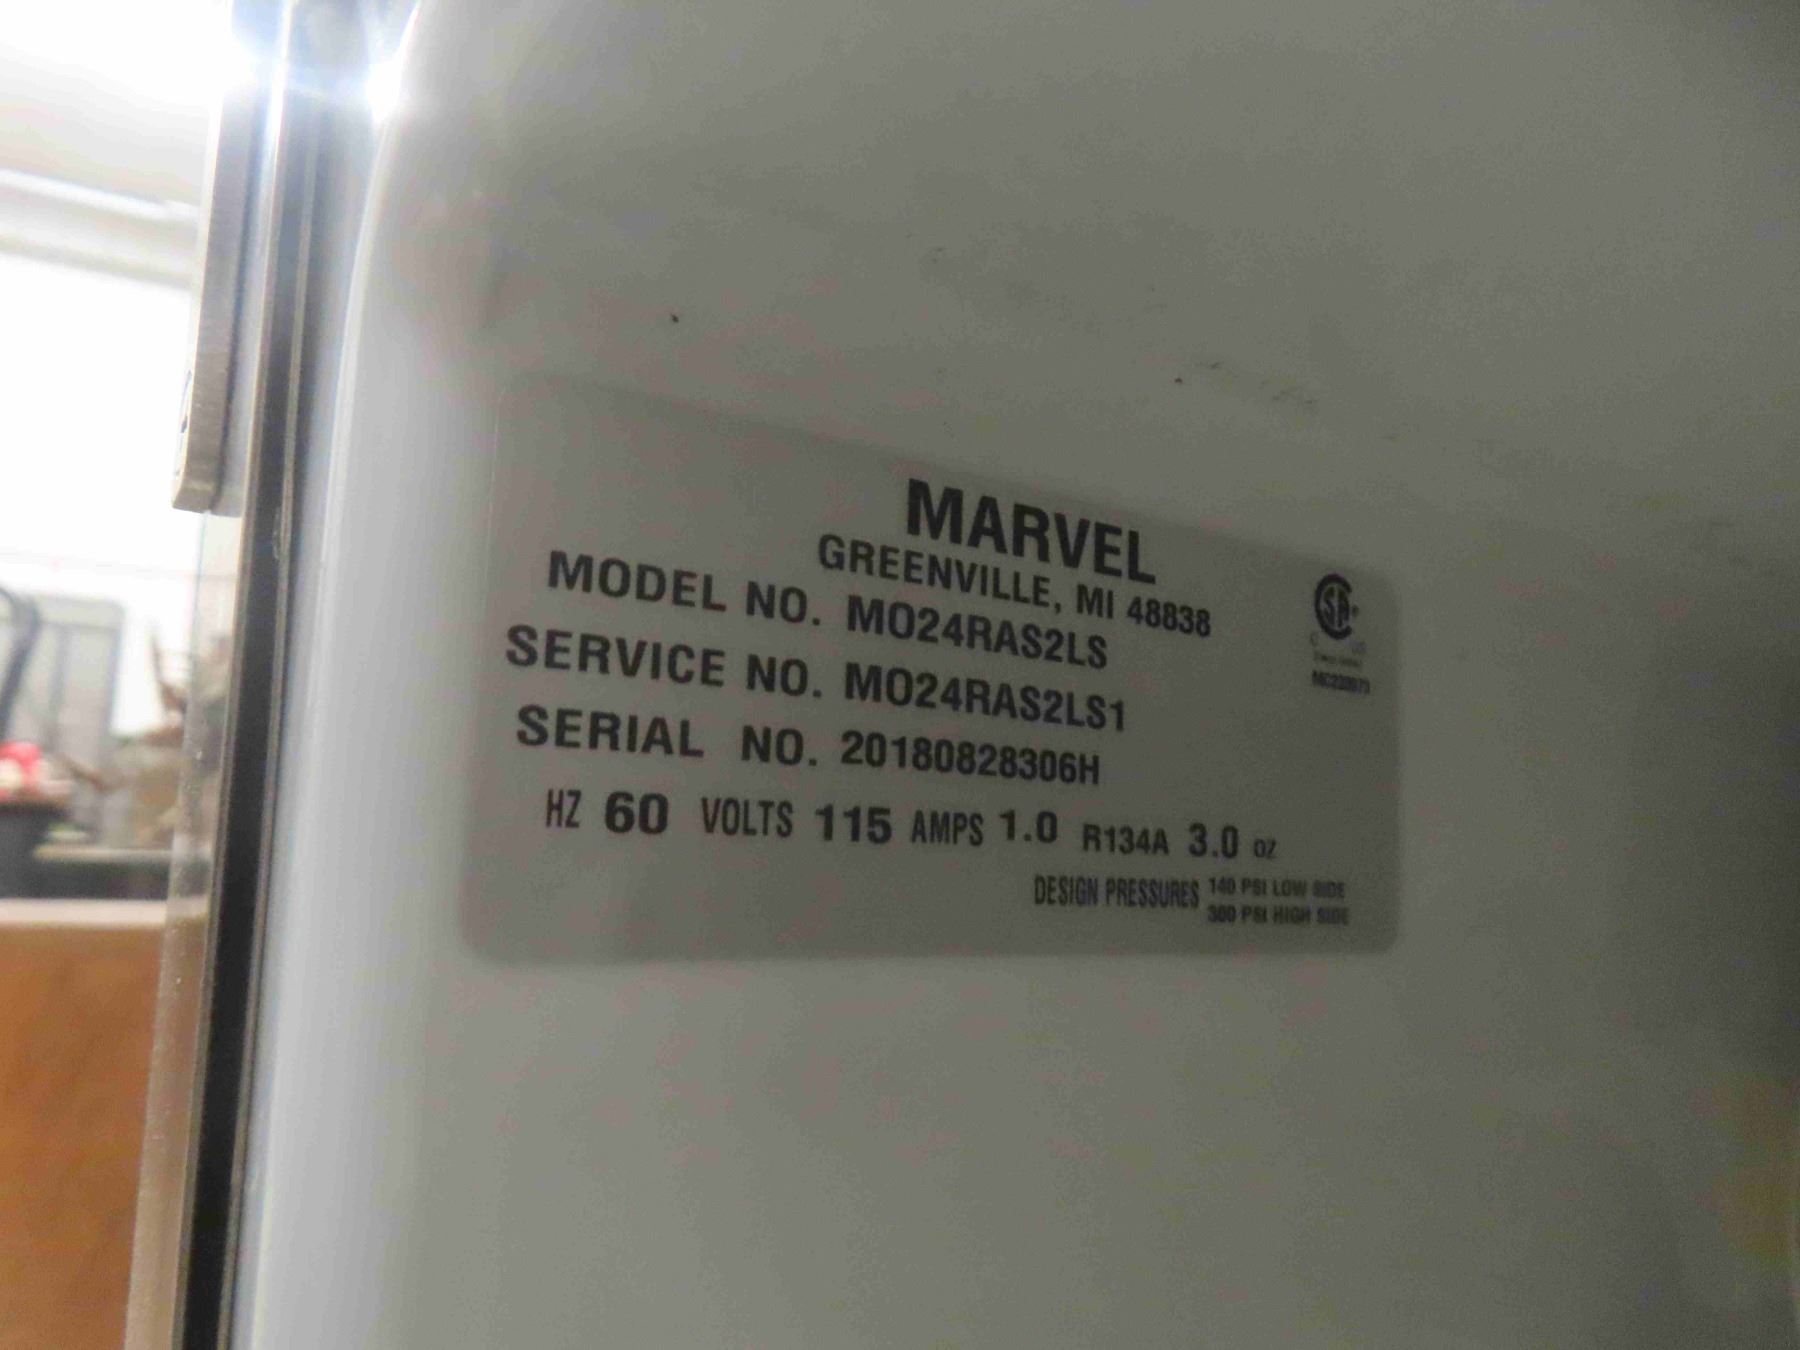 MARVEL
GREENVILLE, MI 48838
MODEL NO. MO24RAS2LS
SERVICE NO. MO24RAS2LS1
SERIAL NO. 20180828306H
HZ 60 VOLTS 115 AMPS 1.0 R134A 3.0 OZ
DESIGN PRESSURES 140 PSI LOW SIDE
300 PSI HIGH SIDE